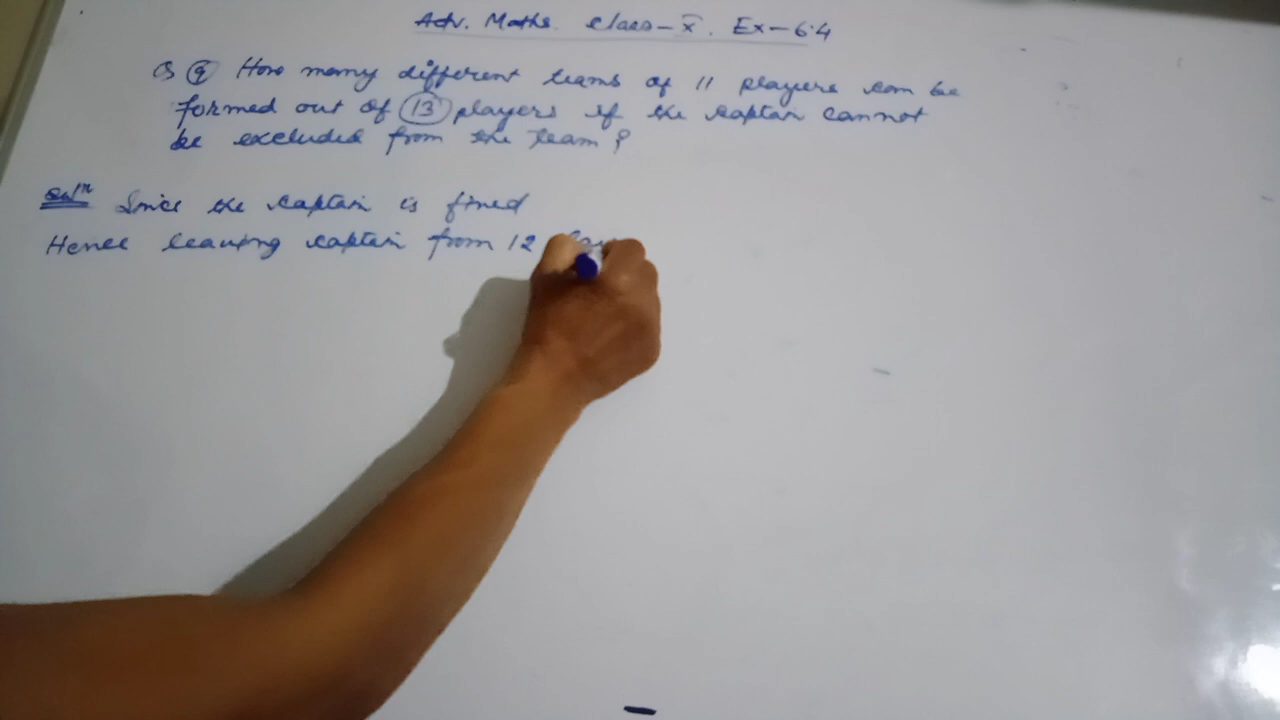 Adv. Maths. Class - X. Ex - 6.4
Q 9 How many different teams of 11 players can be
formed out of 13 players if the captain cannot
be excluded from the team ?
Solⁿ Since the captain is fixed
Hence leaving captain from 12